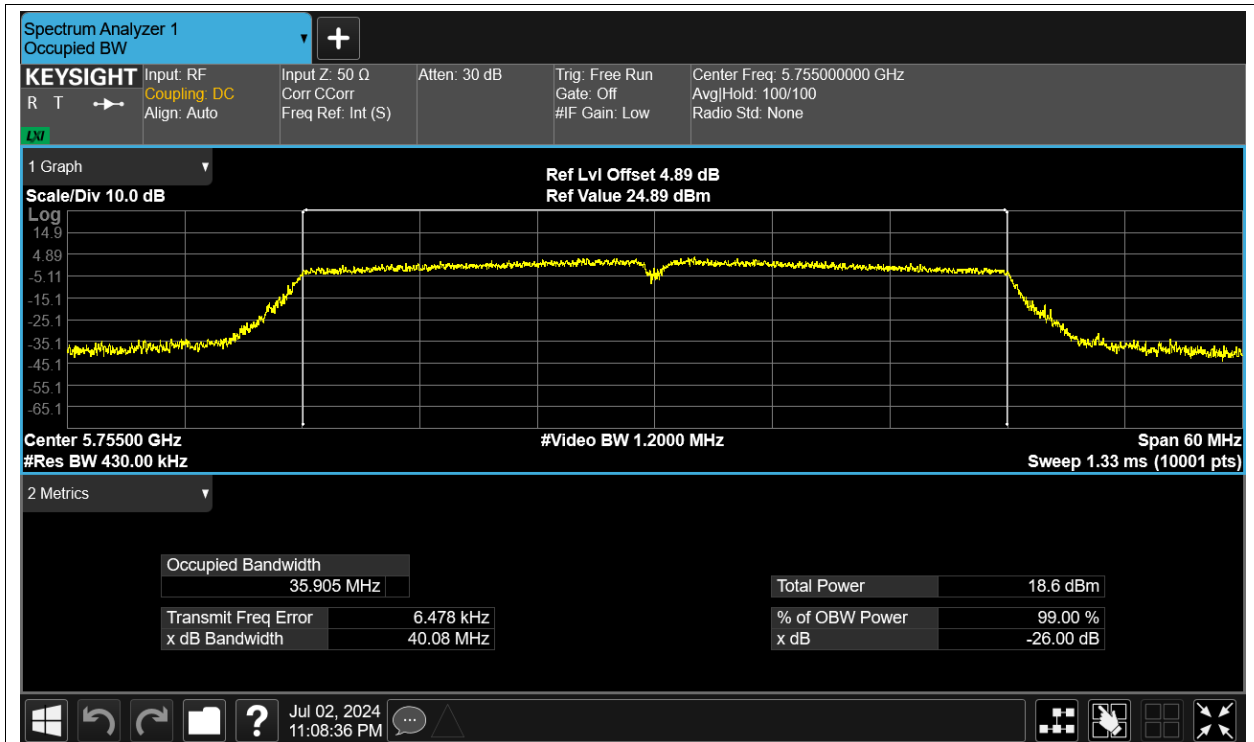 Spectrum Analyzer 1
Occupied BW
KEYSIGHT
R T
LXI
Input: RF
Coupling: DC
Align: Auto
Input Z: 50 Ω
Corr CCorr
Freq Ref: Int (S)
Atten: 30 dB
Trig: Free Run
Gate: Off
#IF Gain: Low
Center Freq: 5.755000000 GHz
Avg|Hold: 100/100
Radio Std: None
1 Graph
Scale/Div 10.0 dB
Ref Lvl Offset 4.89 dB
Ref Value 24.89 dBm
Log
14.9
4.89
-5.11
-15.1
-25.1
-35.1
-45.1
-55.1
-65.1
Center 5.75500 GHz
#Video BW 1.2000 MHz
Span 60 MHz
#Res BW 430.00 kHz
Sweep 1.33 ms (10001 pts)
2 Metrics
Occupied Bandwidth
35.905 MHz
Total Power 18.6 dBm
Transmit Freq Error 6.478 kHz
% of OBW Power 99.00 %
x dB Bandwidth 40.08 MHz
x dB -26.00 dB
?
Jul 02, 2024
11:08:36 PM